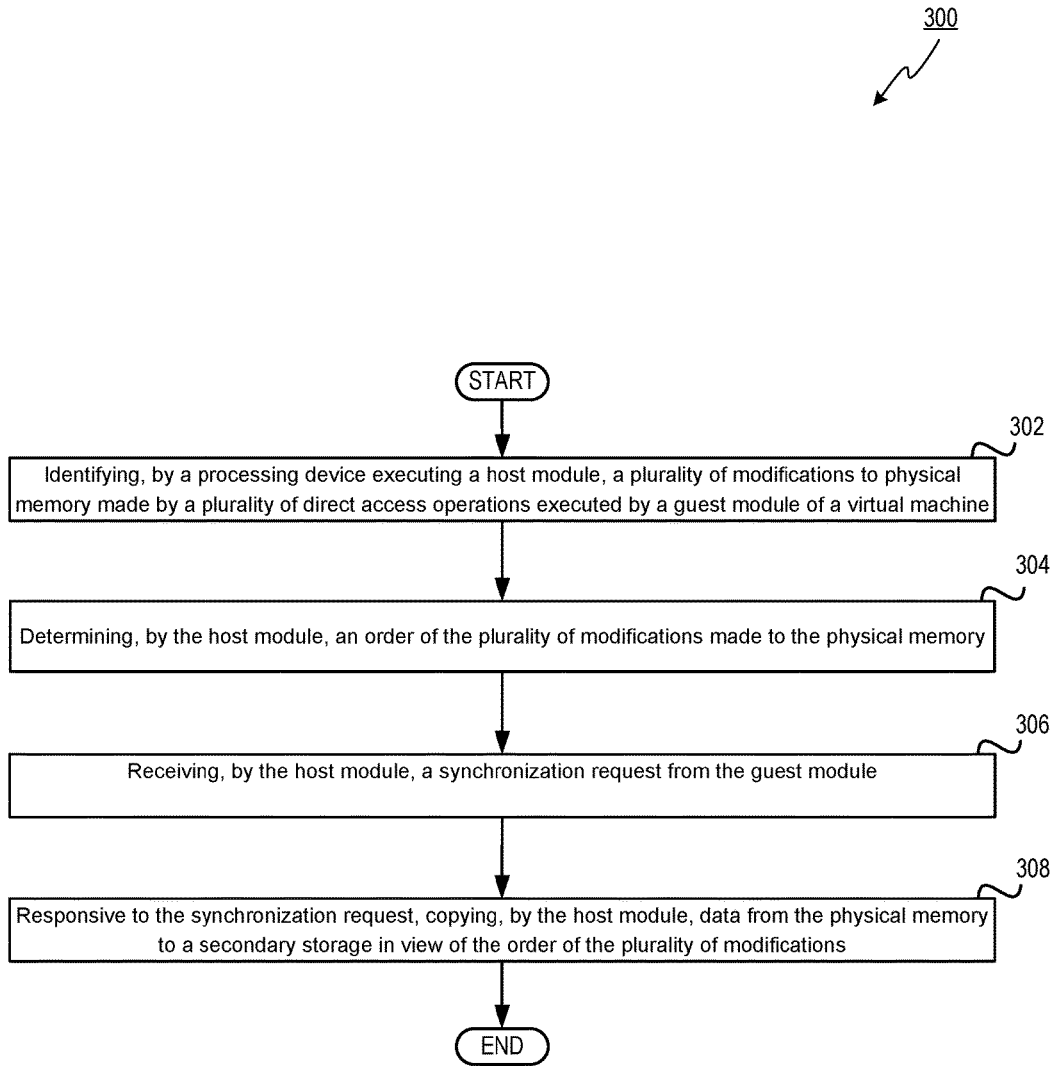 300
START
302
Identifying, by a processing device executing a host module, a plurality of modifications to physical
memory made by a plurality of direct access operations executed by a guest module of a virtual machine
304
Determining, by the host module, an order of the plurality of modifications made to the physical memory
306
Receiving, by the host module, a synchronization request from the guest module
308
Responsive to the synchronization request, copying, by the host module, data from the physical memory
to a secondary storage in view of the order of the plurality of modifications
END